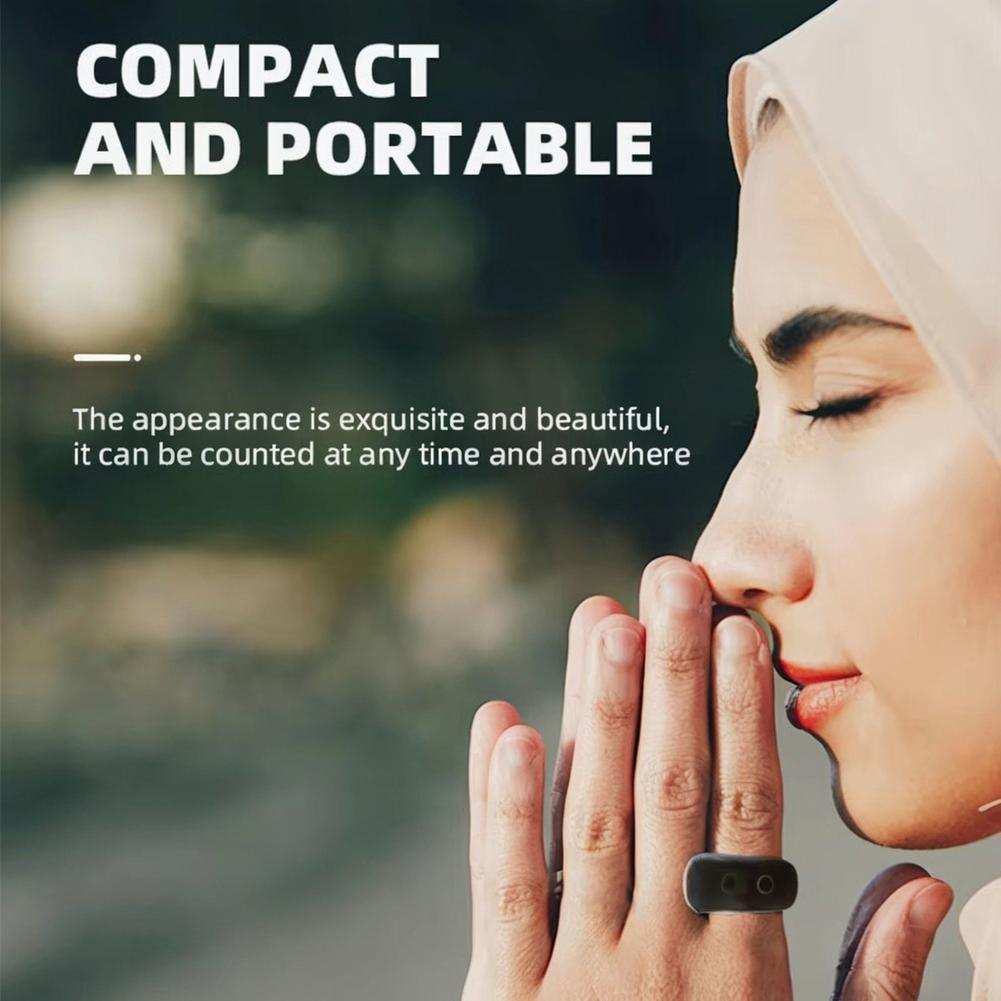 COMPACT
AND PORTABLE
The appearance is exquisite and beautiful,
it can be counted at any time and anywhere